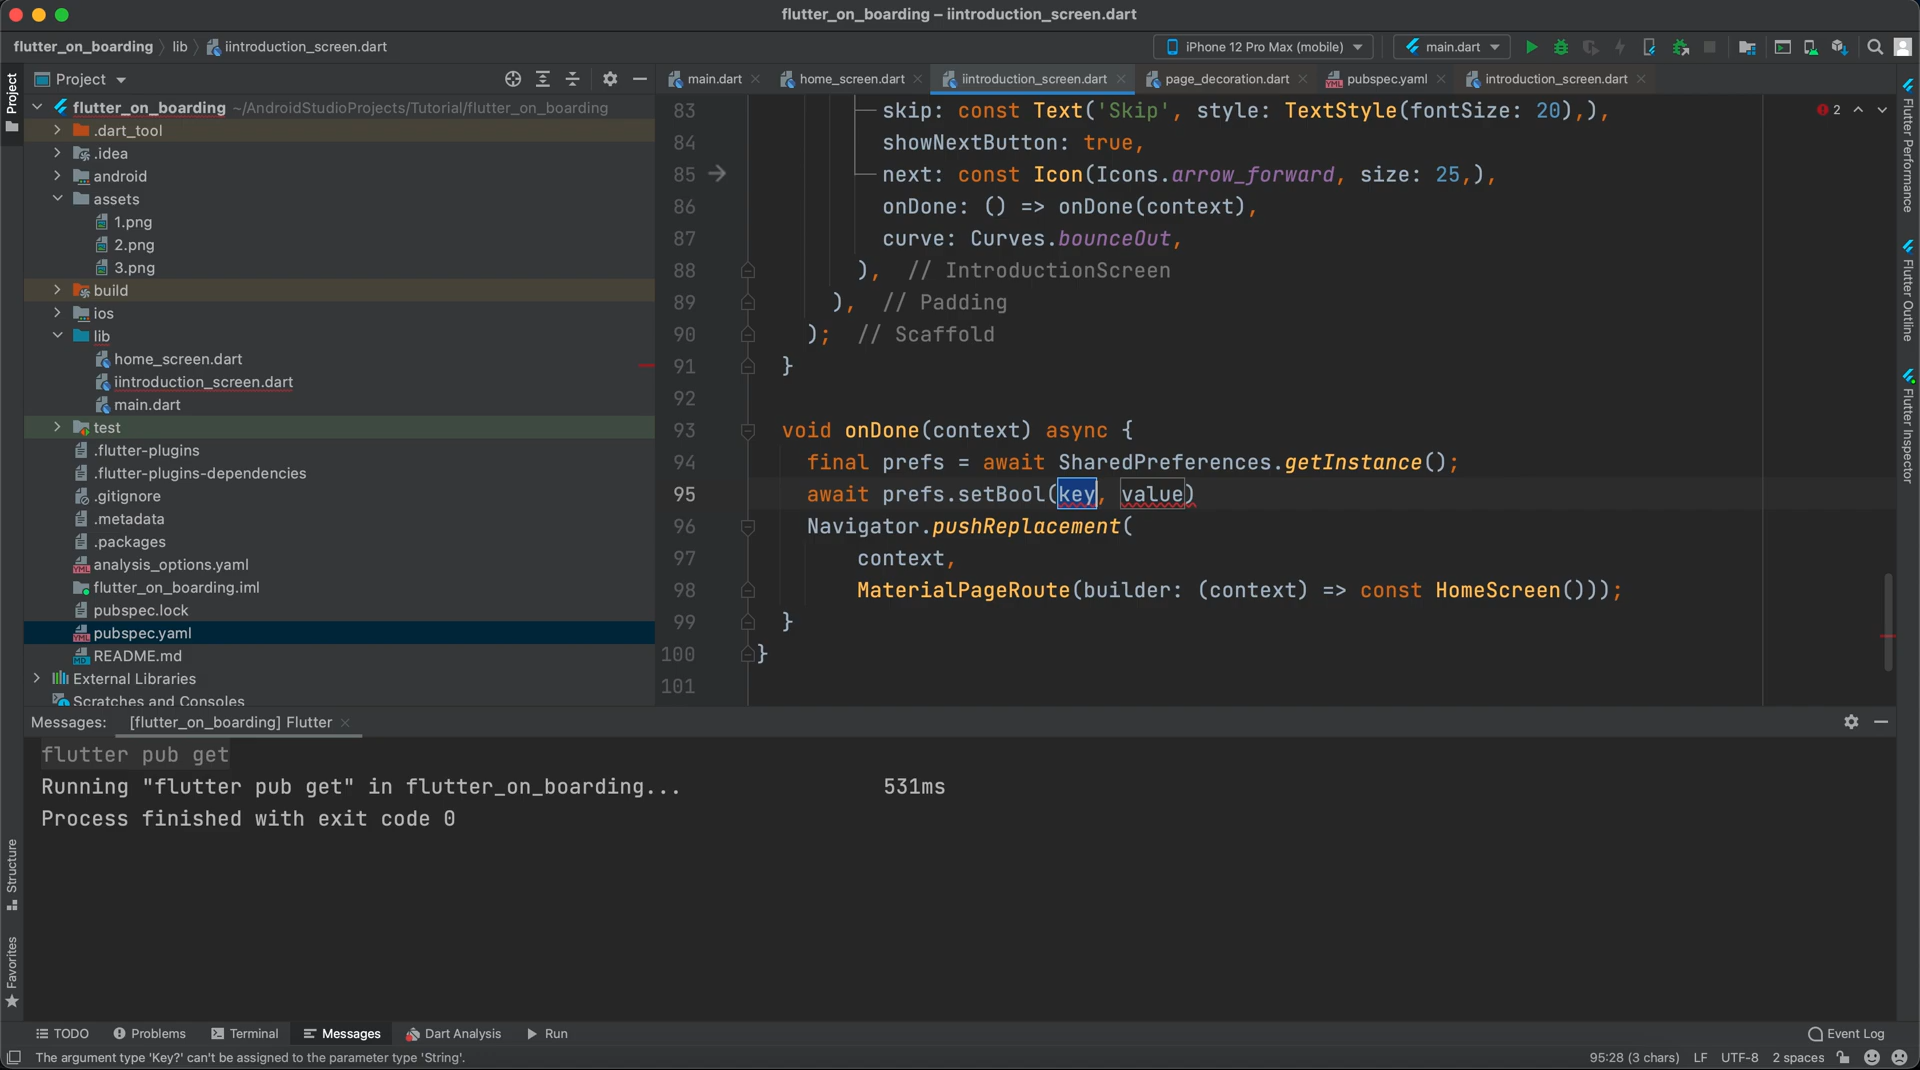 flutter_on_boarding – iintroduction_screen.dart
flutter_on_boarding lib iintroduction_screen.dart
iPhone 12 Pro Max (mobile) main.dart
Project
main.dart home_screen.dart iintroduction_screen.dart page_decoration.dart pubspec.yaml introduction_screen.dart
Project
flutter_on_boarding ~/AndroidStudioProjects/Tutorial/flutter_on_boarding
.dart_tool
.idea
android
assets
1.png
2.png
3.png
build
ios
lib
home_screen.dart
iintroduction_screen.dart
main.dart
test
.flutter-plugins
.flutter-plugins-dependencies
.gitignore
.metadata
.packages
analysis_options.yaml
flutter_on_boarding.iml
pubspec.lock
pubspec.yaml
README.md
External Libraries
Scratches and Consoles
83 skip: const Text('Skip', style: TextStyle(fontSize: 20),),
84 showNextButton: true,
85 next: const Icon(Icons.arrow_forward, size: 25,),
86 onDone: () => onDone(context),
87 curve: Curves.bounceOut,
88 ), // IntroductionScreen
89 ), // Padding
90 ); // Scaffold
91 }
92
93 void onDone(context) async {
94 final prefs = await SharedPreferences.getInstance();
95 await prefs.setBool(key, value)
96 Navigator.pushReplacement(
97 context,
98 MaterialPageRoute(builder: (context) => const HomeScreen()));
99 }
100 }
101
2
Flutter Performance
Flutter Outline
Flutter Inspector
Messages: [flutter_on_boarding] Flutter
flutter pub get
Running "flutter pub get" in flutter_on_boarding... 531ms
Process finished with exit code 0
Structure
Favorites
TODO Problems Terminal Messages Dart Analysis Run Event Log
The argument type 'Key?' can't be assigned to the parameter type 'String'. 95:28 (3 chars) LF UTF-8 2 spaces